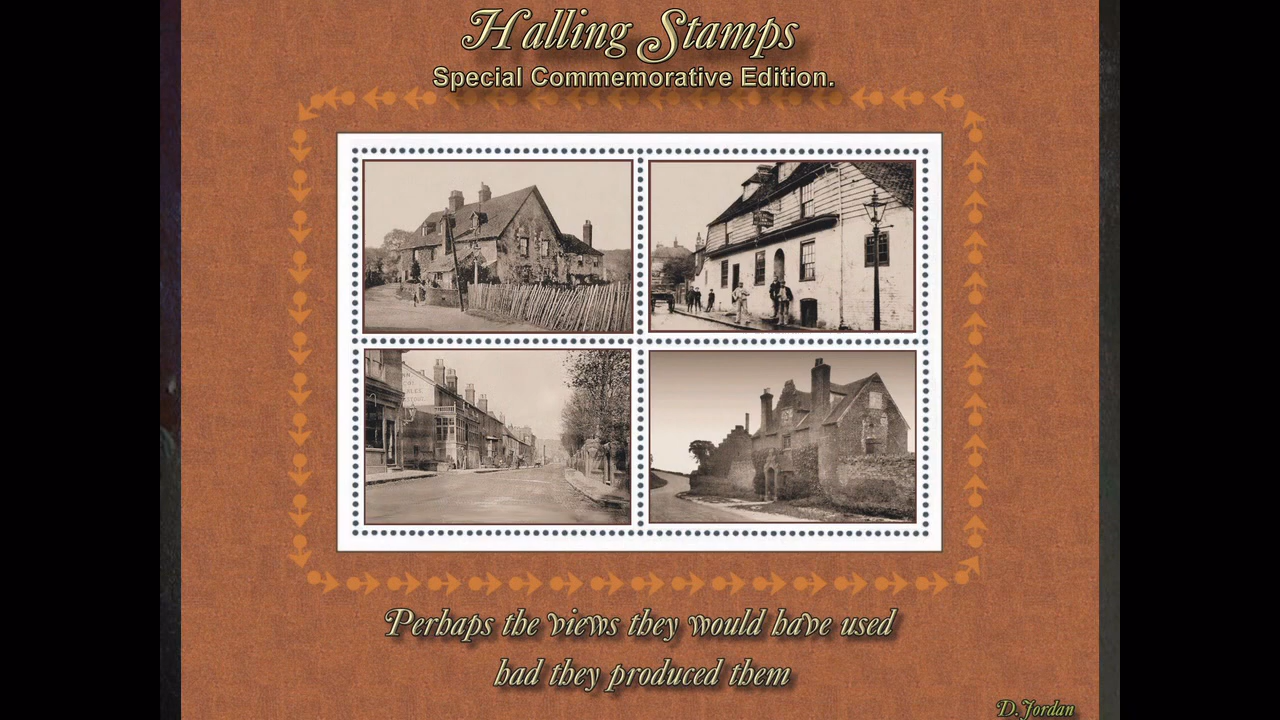 Halling Stamps
Special Commemorative Edition.
Perhaps the views they would have used
had they produced them
D. Jordan